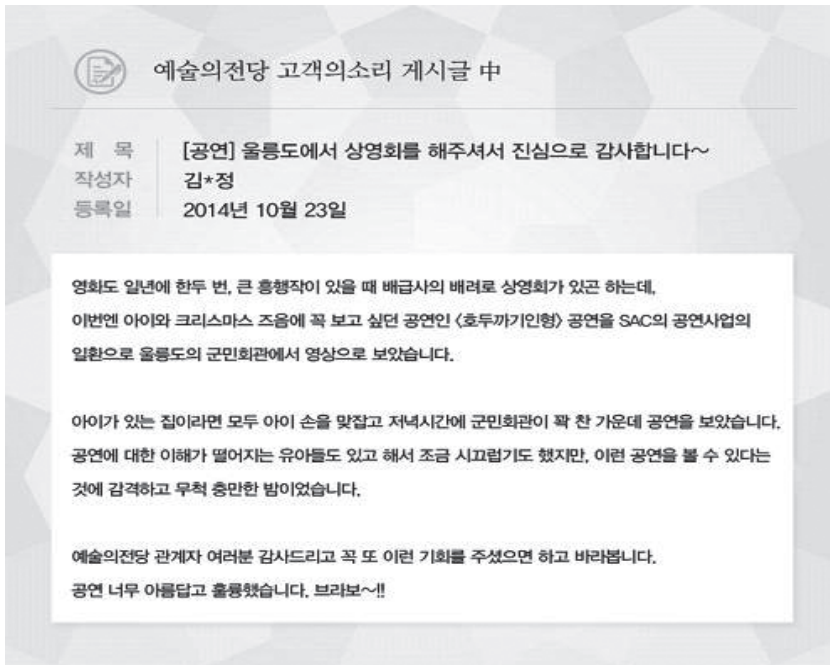 예술의전당 고객의소리 게시글 中
제 목 [공연] 울릉도에서 상영회를 해주셔서 진심으로 감사합니다~
작성자 김*정
등록일 2014년 10월 23일
영화도 일년에 한두 번, 큰 흥행작이 있을 때 배급사의 배려로 상영회가 있곤 하는데,
이번엔 아이와 크리스마스 즈음에 꼭 보고 싶던 공연인 <호두까기인형> 공연을 SAC의 공연사업의
일환으로 울릉도의 군민회관에서 영상으로 보았습니다.
아이가 있는 집이라면 모두 아이 손을 맞잡고 저녁시간에 군민회관이 꽉 찬 가운데 공연을 보았습니다.
공연에 대한 이해가 떨어지는 유아들도 있고 해서 조금 시끄럽기도 했지만, 이런 공연을 볼 수 있다는
것에 감격하고 무척 충만한 밤이었습니다.
예술의전당 관계자 여러분 감사드리고 꼭 또 이런 기회를 주셨으면 하고 바라봅니다.
공연 너무 아름답고 훌륭했습니다. 브라보~!!